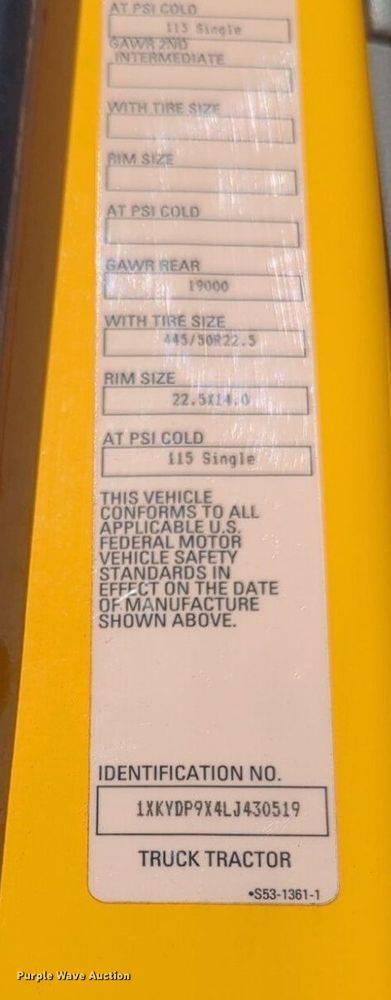 AT PSI COLD
115 Single
GAWR 2ND
INTERMEDIATE
WITH TIRE SIZE
RIM SIZE
AT PSI COLD
GAWR REAR
19000
WITH TIRE SIZE
445/50R22.5
RIM SIZE
22.5X14.0
AT PSI COLD
115 Single
THIS VEHICLE
CONFORMS TO ALL
APPLICABLE U.S.
FEDERAL MOTOR
VEHICLE SAFETY
STANDARDS IN
EFFECT ON THE DATE
OF MANUFACTURE
SHOWN ABOVE.
IDENTIFICATION NO.
1XKYDP9X4LJ430519
TRUCK TRACTOR
•S53-1361-1
Purple Wave Auction